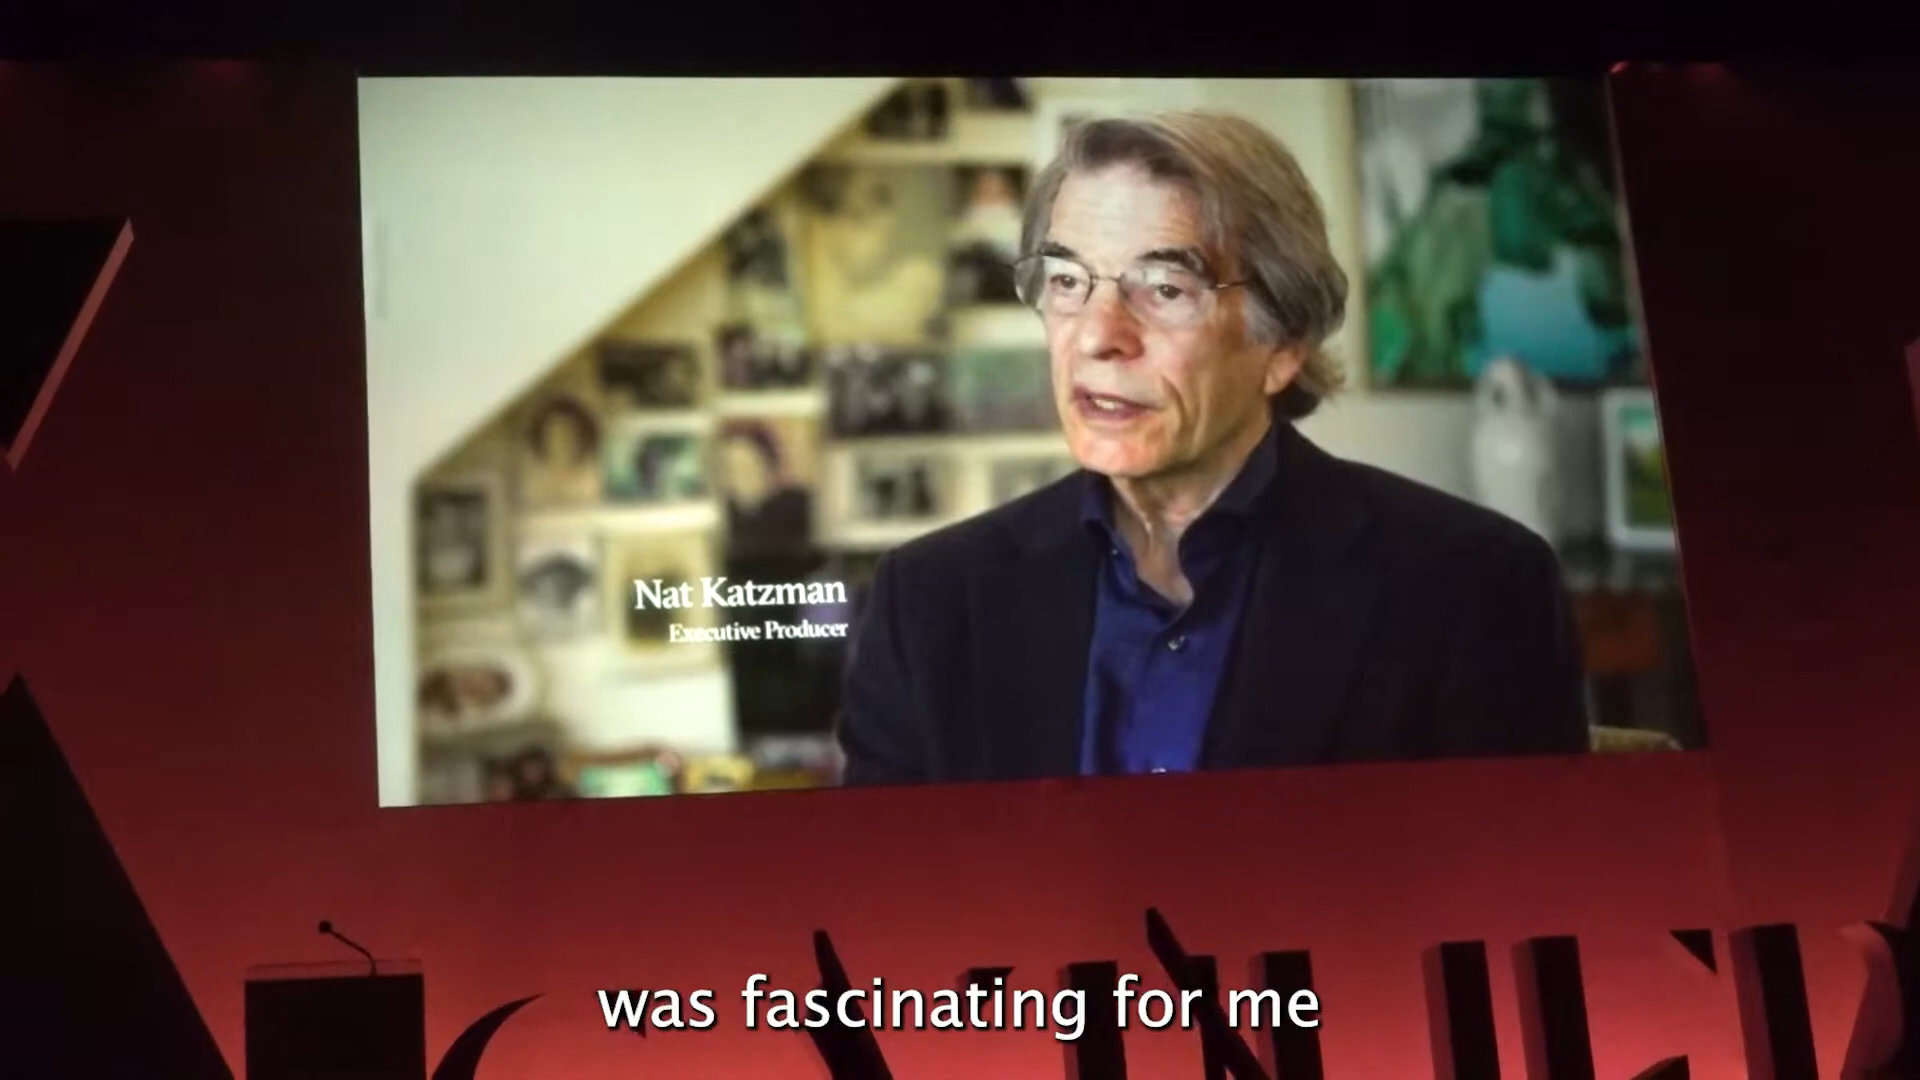 Nat Katzman
Executive Producer
was fascinating for me